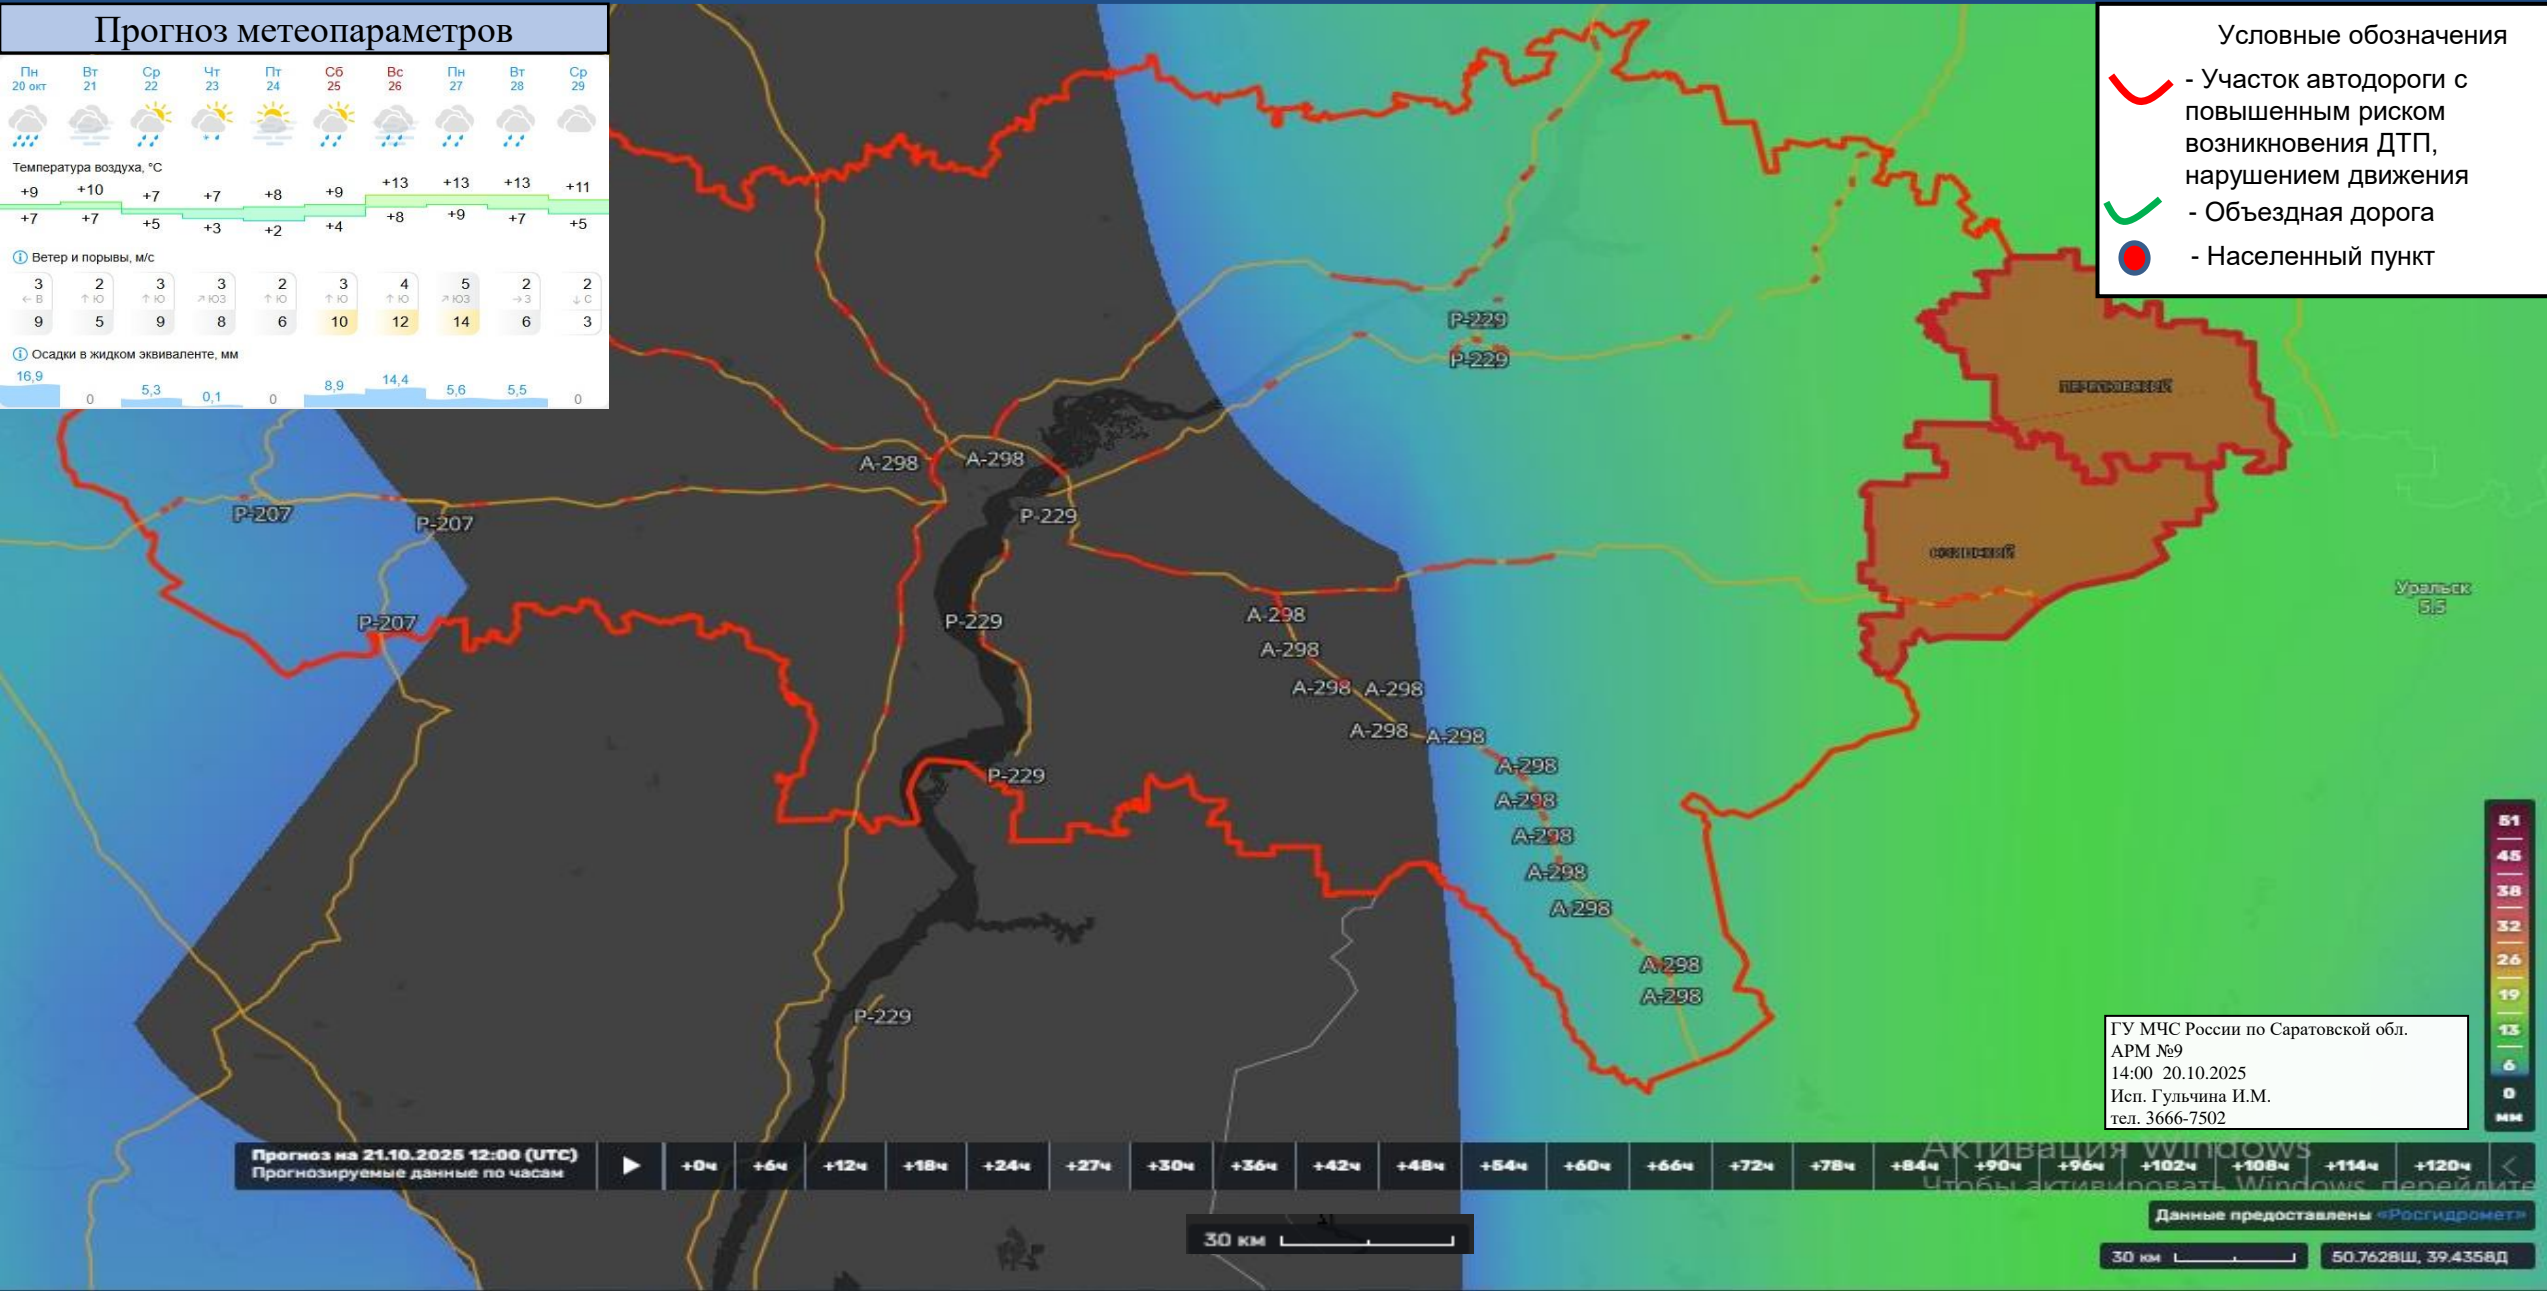 Прогноз метеопараметров
Пн Вт Ср Чт Пт Сб Вс Пн Вт Ср
20 окт 21 22 23 24 25 26 27 28 29
Температура воздуха, °C
+9 +10 +7 +7 +8 +9 +13 +13 +13 +11
+7 +7 +5 +3 +2 +4 +8 +9 +7 +5
Ветер и порывы, м/с
3 2 3 3 2 3 4 5 2 2
← В ↑ Ю ↑ Ю ↗ ЮЗ ↑ Ю ↑ Ю ↑ Ю ↗ ЮЗ → З ↓ С
9 5 9 8 6 10 12 14 6 3
Осадки в жидком эквиваленте, мм
16,9 0 5,3 0,1 0 8,9 14,4 5,6 5,5 0
Условные обозначения
- Участок автодороги с
повышенным риском
возникновения ДТП,
нарушением движения
- Объездная дорога
- Населенный пункт
Р-229
Р-229
А-298 А-298
Р-207
Р-207
Р-229
Р-207
Р-229
А-298
А-298
А-298 А-298
А-298 А-298
А-298
Р-229
А-298
А-298
А-298
А-298
А-298
А-298
Р-229
Уральск
5.5
51
45
38
32
26
19
13
6
0
мм
ГУ МЧС России по Саратовской обл.
АРМ №9
14:00 20.10.2025
Исп. Гульчина И.М.
тел. 3666-7502
Активация Windows
Чтобы активировать Windows, перейдите
Прогноз на 21.10.2025 12:00 (UTC)
Прогнозируемые данные по часам
+0ч +6ч +12ч +18ч +24ч +27ч +30ч +36ч +42ч +48ч +54ч +60ч +66ч +72ч +78ч +84ч +90ч +96ч +102ч +108ч +114ч +120ч
Данные предоставлены «Росгидромет»
30 км
30 км
50.7628Ш, 39.4358Д